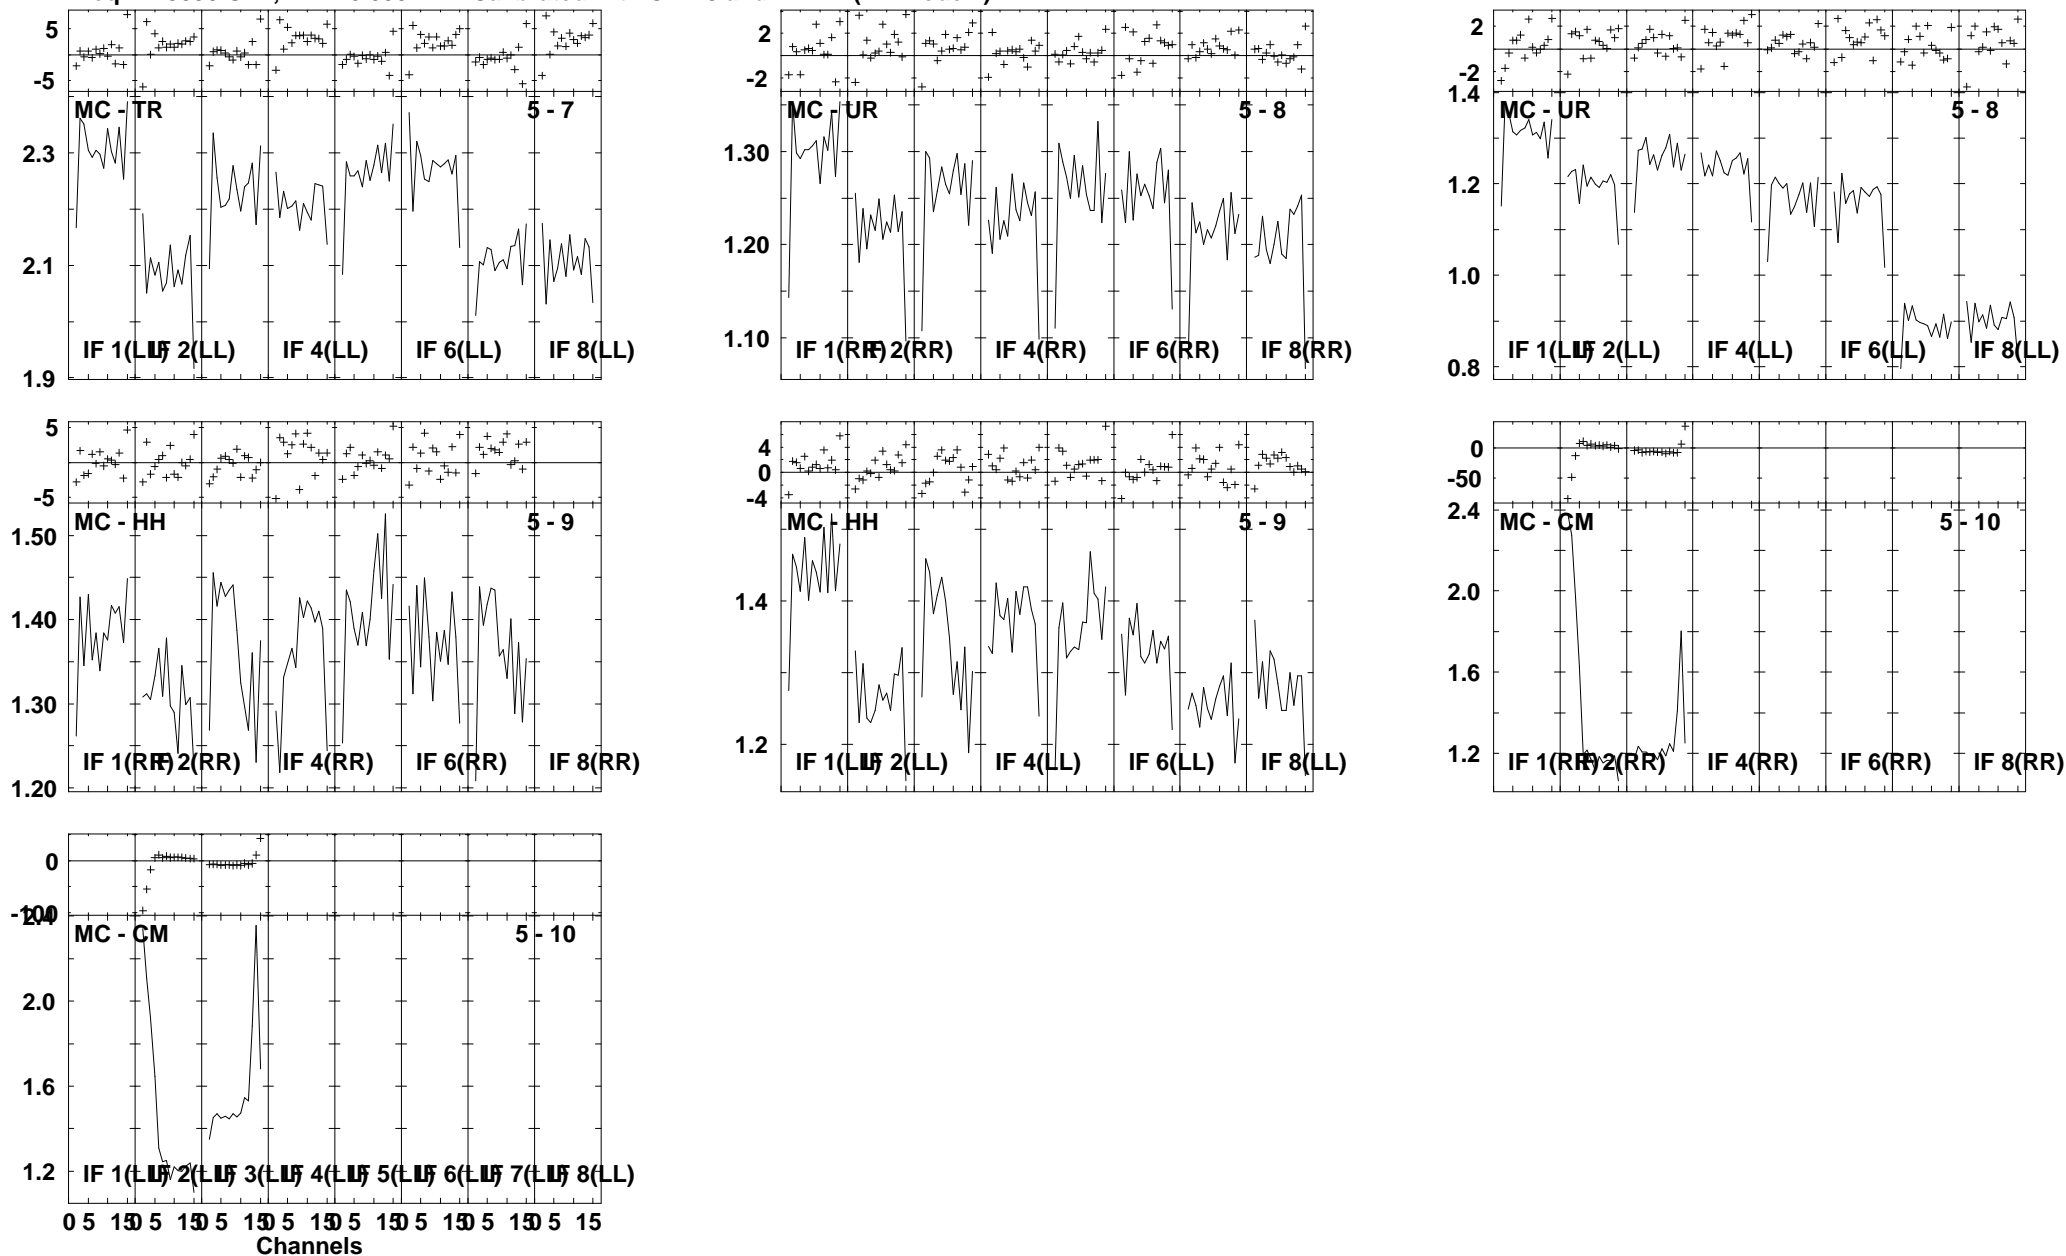 5 2 2
-5 -2 -2
MC - TR 5 - 7 MC - UR 5 - 8 MC - UR 5 - 8
2.3 1.30 1.4
2.1 1.20 1.2
1.9 1.10 1.0
0.8
IF 1(LL) IF 2(LL) IF 4(LL) IF 6(LL) IF 8(LL)
IF 1(RR) IF 2(RR) IF 4(RR) IF 6(RR) IF 8(RR)
IF 1(LL) IF 2(LL) IF 4(LL) IF 6(LL) IF 8(LL)
5 4 0
-5 0 -50
-4
MC - HH 5 - 9 MC - HH 5 - 9 MC - CM 5 - 10
1.50 1.4 2.4
1.40 1.2 2.0
1.30 1.6
1.20 1.2
IF 1(RR) IF 2(RR) IF 4(RR) IF 6(RR) IF 8(RR)
IF 1(LL) IF 2(LL) IF 4(LL) IF 6(LL) IF 8(LL)
IF 1(RR) IF 2(RR) IF 4(RR) IF 6(RR) IF 8(RR)
0
-100
2.4
MC - CM 5 - 10
2.0
1.6
1.2
IF 1(LL) IF 2(LL) IF 3(LL) IF 4(LL) IF 5(LL) IF 6(LL) IF 7(LL) IF 8(LL)
0 5 15 0 5 15 0 5 15 0 5 15 0 5 15 0 5 15 0 5 15 0 5 15
Channels